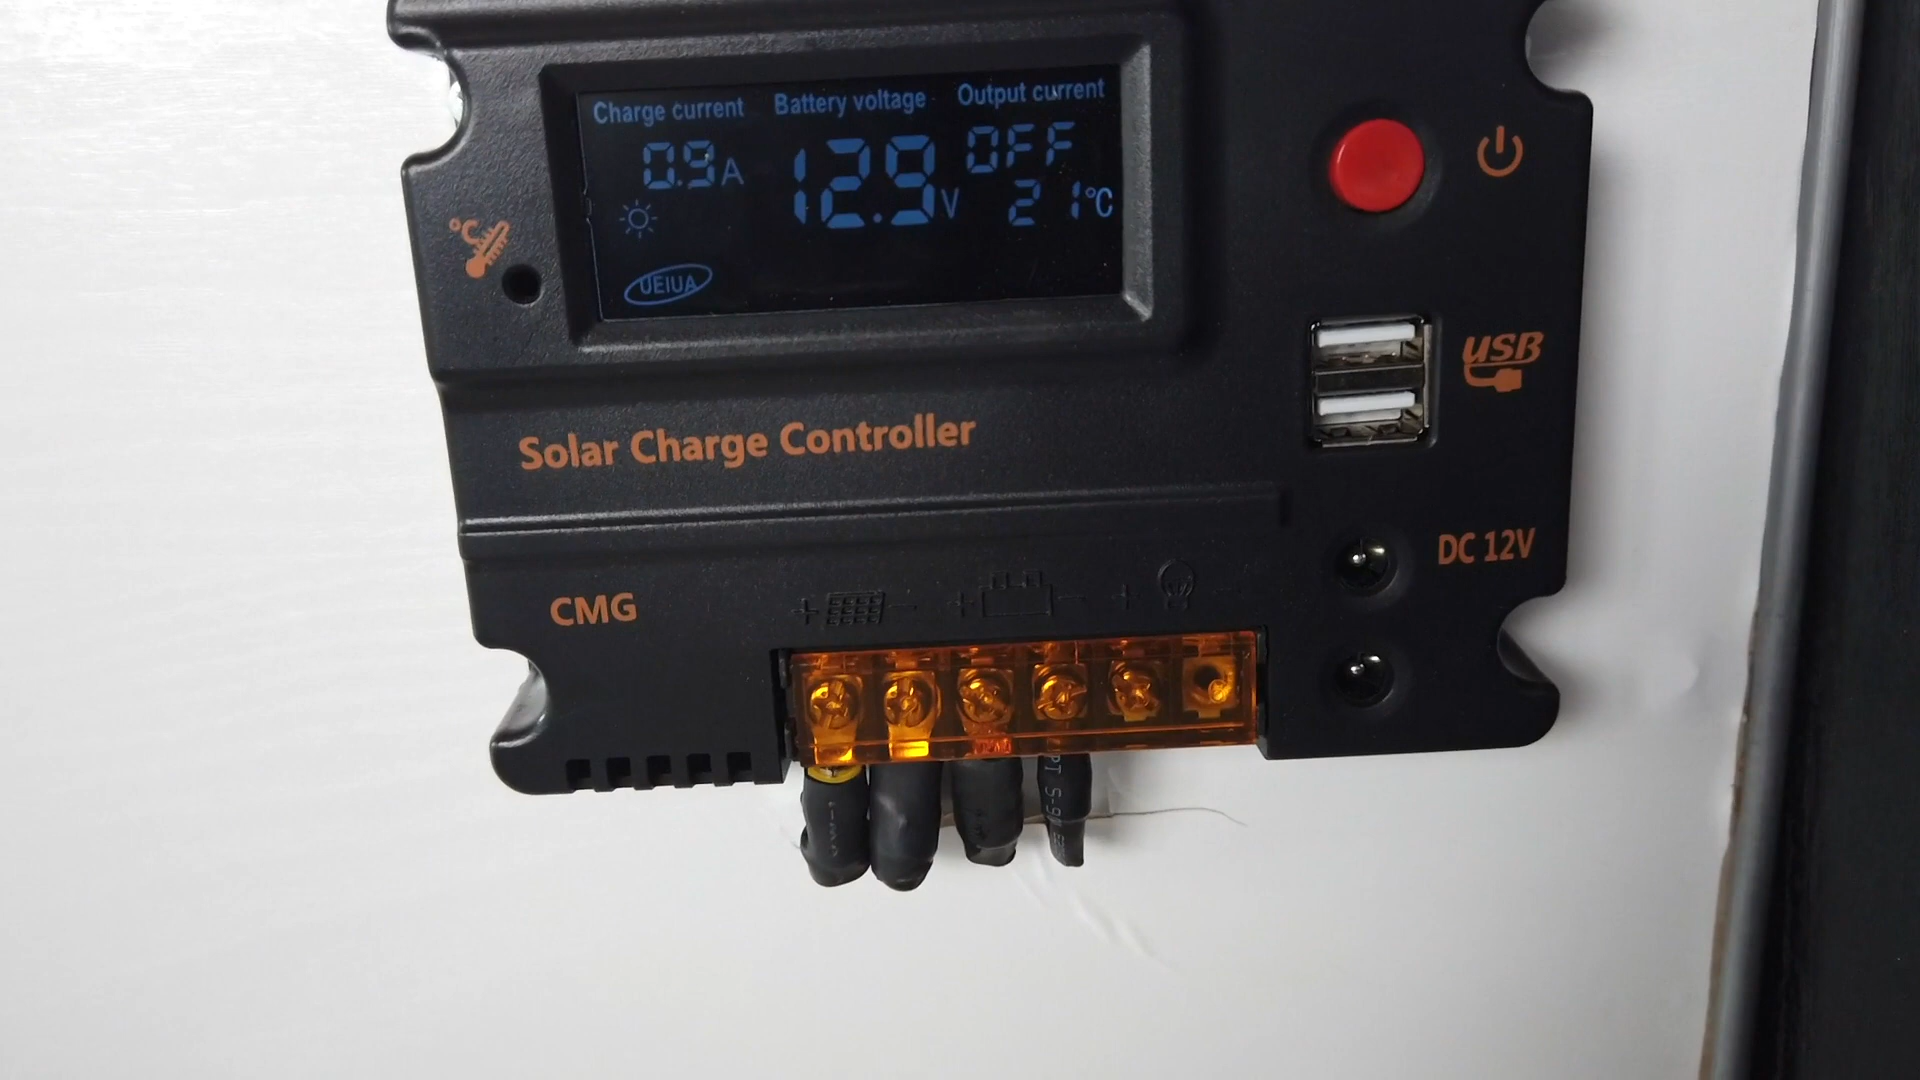 Charge current Battery voltage Output current
0.9A 12.9V OFF
21°C
°C
UEIUA
USB
Solar Charge Controller
DC 12V
CMG
+ - + - + -